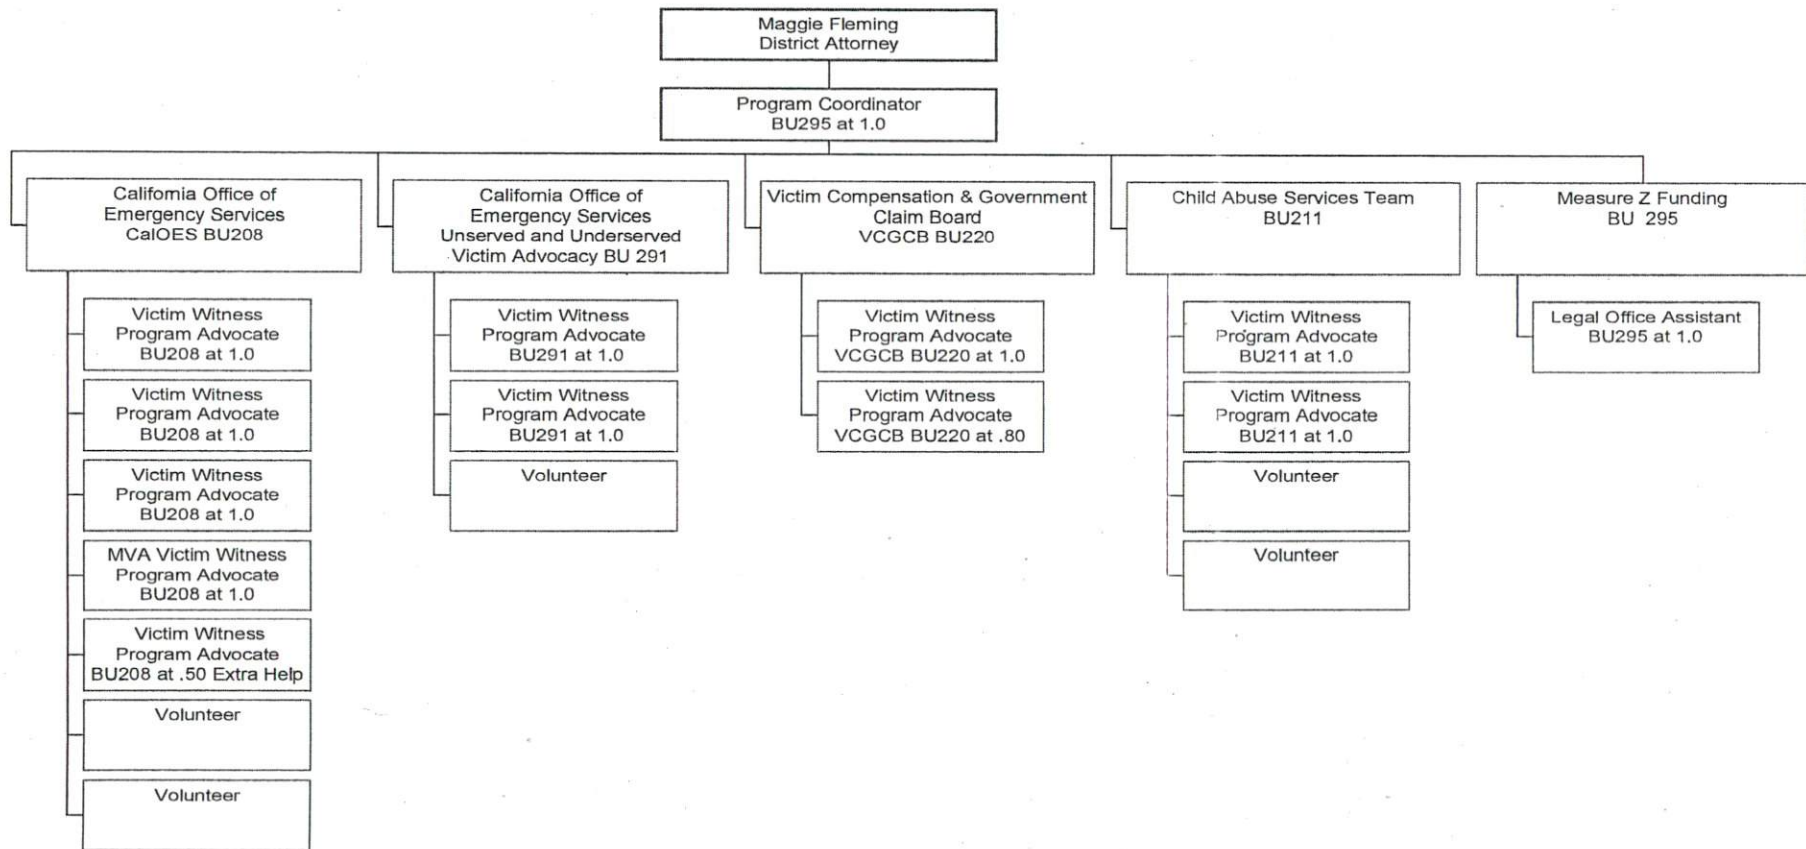 Maggie Fleming
District Attorney
Program Coordinator
BU295 at 1.0
California Office of
Emergency Services
CalOES BU208
Victim Witness
Program Advocate
BU208 at 1.0
Victim Witness
Program Advocate
BU208 at 1.0
Victim Witness
Program Advocate
BU208 at 1.0
MVA Victim Witness
Program Advocate
BU208 at 1.0
Victim Witness
Program Advocate
BU208 at .50 Extra Help
Volunteer
Volunteer
California Office of
Emergency Services
Unserved and Underserved
Victim Advocacy BU 291
Victim Witness
Program Advocate
BU291 at 1.0
Victim Witness
Program Advocate
BU291 at 1.0
Volunteer
Victim Compensation & Government
Claim Board
VCGCB BU220
Victim Witness
Program Advocate
VCGCB BU220 at 1.0
Victim Witness
Program Advocate
VCGCB BU220 at .80
Child Abuse Services Team
BU211
Victim Witness
Program Advocate
BU211 at 1.0
Victim Witness
Program Advocate
BU211 at 1.0
Volunteer
Volunteer
Measure Z Funding
BU 295
Legal Office Assistant
BU295 at 1.0